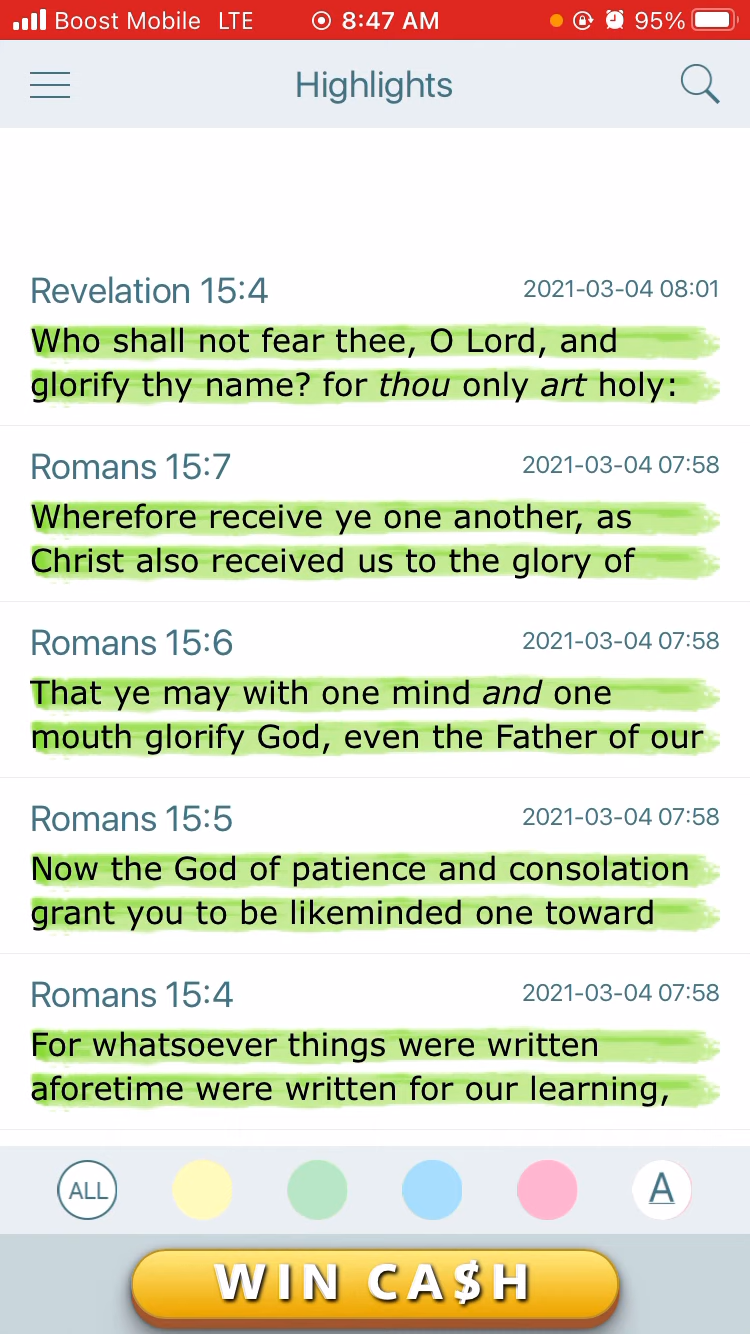 Boost Mobile LTE 8:47 AM 95%
Highlights
Revelation 15:4 2021-03-04 08:01
Who shall not fear thee, O Lord, and
glorify thy name? for thou only art holy:
Romans 15:7 2021-03-04 07:58
Wherefore receive ye one another, as
Christ also received us to the glory of
Romans 15:6 2021-03-04 07:58
That ye may with one mind and one
mouth glorify God, even the Father of our
Romans 15:5 2021-03-04 07:58
Now the God of patience and consolation
grant you to be likeminded one toward
Romans 15:4 2021-03-04 07:58
For whatsoever things were written
aforetime were written for our learning,
ALL A
WIN CA$H